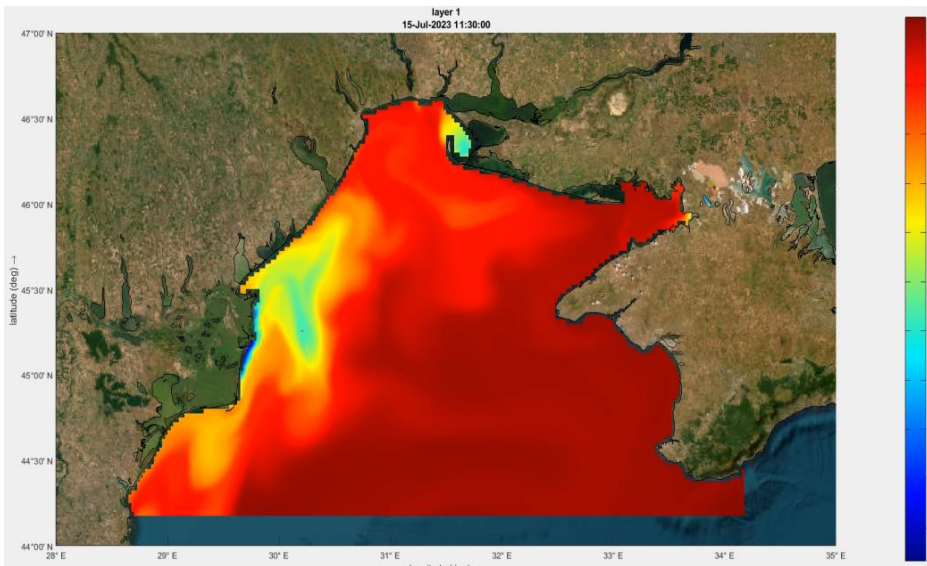 layer 1
15-Jul-2023 11:30:00
47°00' N
46°30' N
46°00' N
45°30' N
45°00' N
44°30' N
44°00' N
latitude (deg) →
28° E
29° E
30° E
31° E
32° E
33° E
34° E
35° E